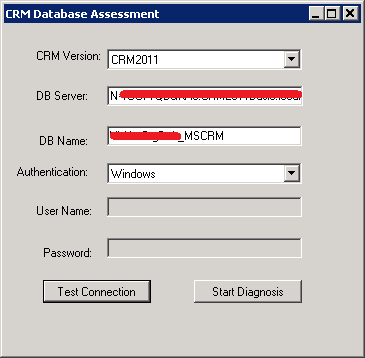 CRM Database Assessment
CRM Version: CRM2011
DB Server:
DB Name: _MSCRM
Authentication: Windows
User Name:
Password:
Test Connection Start Diagnosis